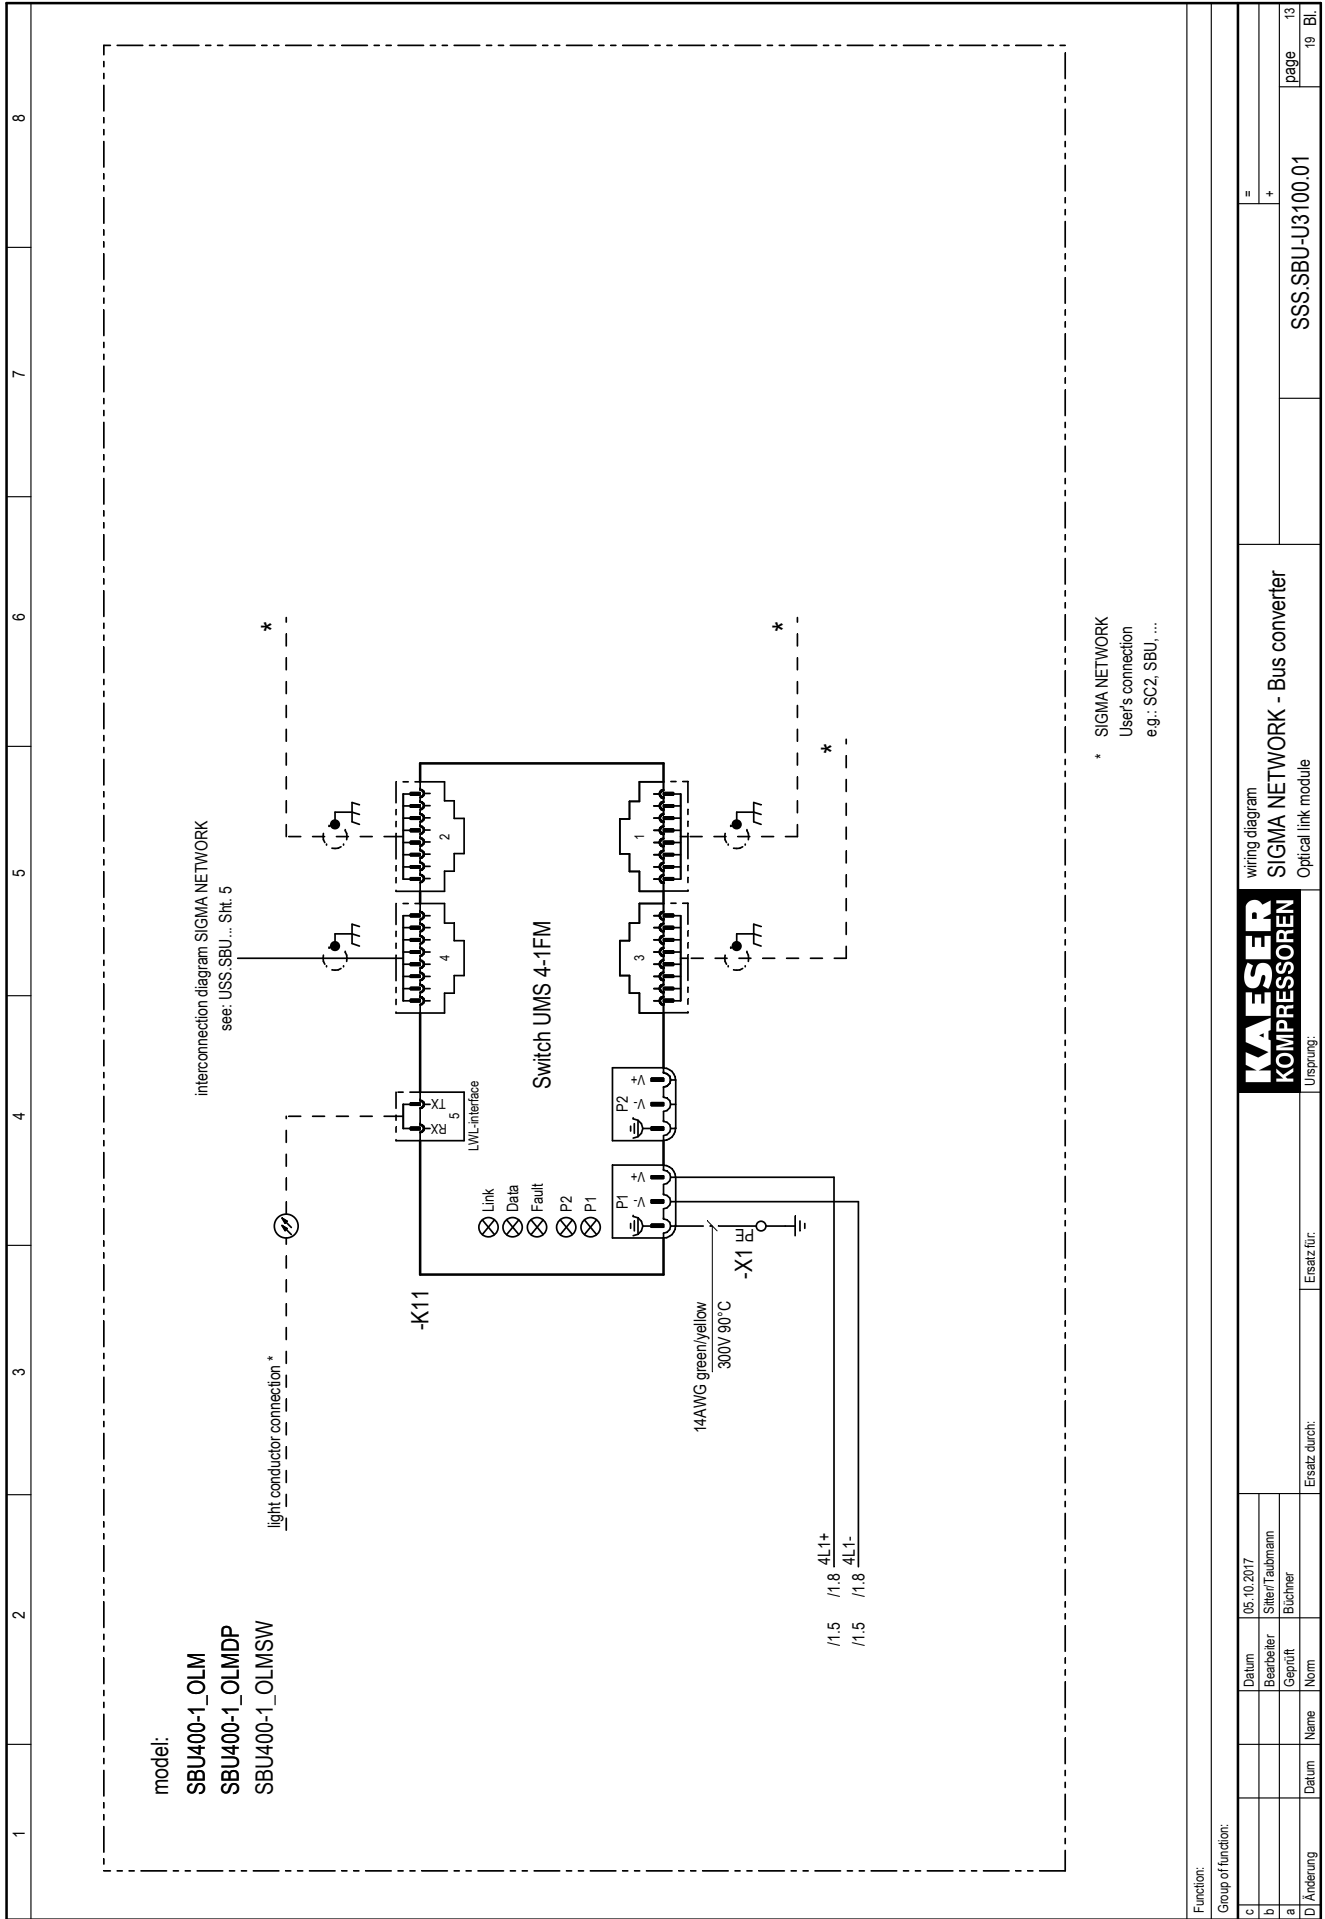 1
2
3
4
5
6
7
8
model:
SBU400-1_OLM
SBU400-1_OLMDP
SBU400-1_OLMSW
light conductor connection *
interconnection diagram SIGMA NETWORK
see: USS.SBU... Sht. 5
*
-K11
RX
TX
5
LWL-interface
4
2
Link
Data
Fault
P2
P1
Switch UMS 4-1FM
P1
V-
V+
P2
V-
V+
3
1
14AWG green/yellow
300V 90°C
-X1
PE
*
*
/1.5
/1.8
4L1+
/1.5
/1.8
4L1-
* SIGMA NETWORK
User's connection
e.g.: SC2, SBU, ...
Function:
Group of function:
c
b
a
D
Änderung
Datum
Name
Datum
05.10.2017
Bearbeiter
Sitter/Taubmann
Geprüft
Büchner
Norm
Ersatz durch:
Ersatz für:
Ursprung:
KAESER
KOMPRESSOREN
wiring diagram
SIGMA NETWORK - Bus converter
Optical link module
=
+
SSS.SBU-U3100.01
page
13
19 Bl.